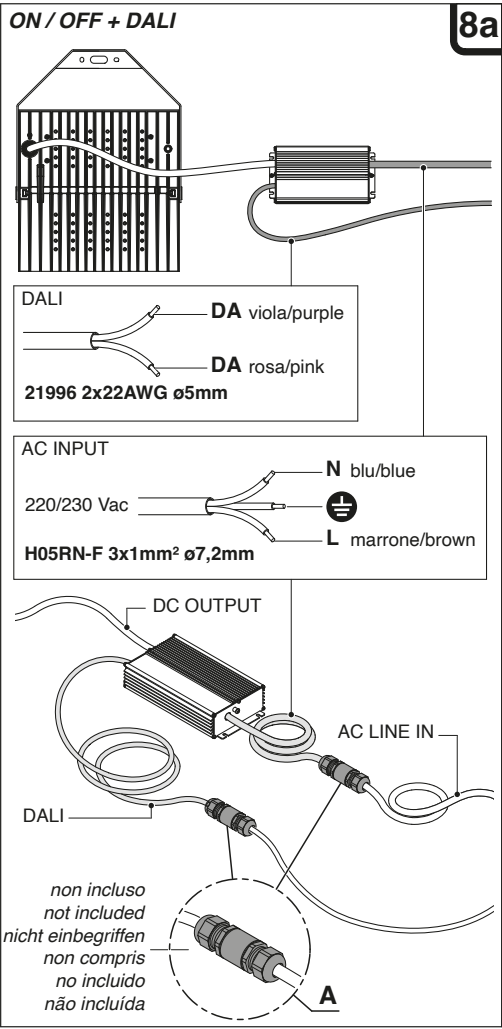 ON / OFF + DALI
8a
DALI
DA viola/purple
DA rosa/pink
21996 2x22AWG ø5mm
AC INPUT
N blu/blue
220/230 Vac
L marrone/brown
H05RN-F 3x1mm² ø7,2mm
DC OUTPUT
AC LINE IN
DALI
non incluso
not included
nicht einbegriffen
non compris
no incluido
não incluída
A